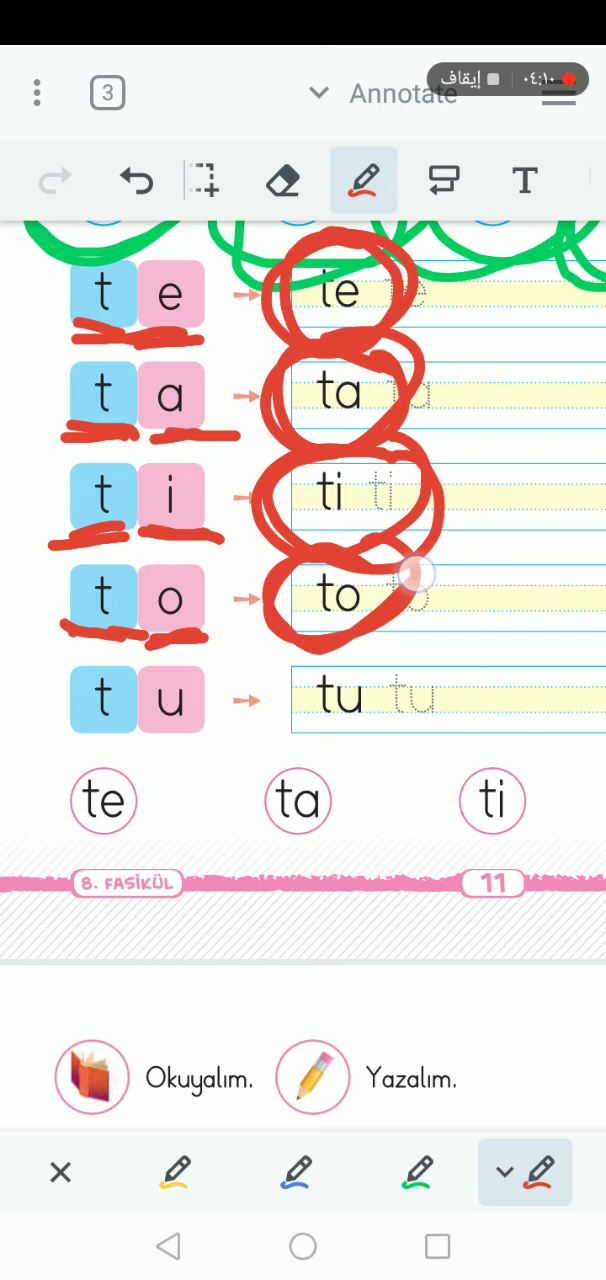 إيقاف ٠٤:١٠
3 Annotate
T
t e te te
t a ta ta
t i ti ti
t o to to
t u tu tu
te ta ti
8. FASİKÜL 11
Okuyalım. Yazalım.